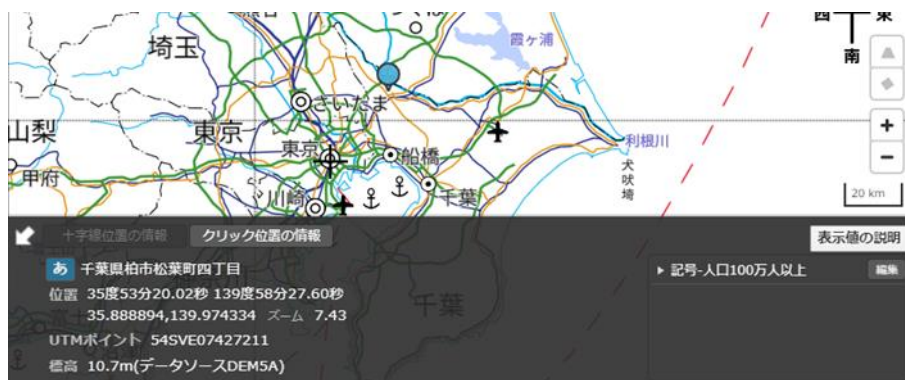 西 東
南
霞ヶ浦
埼玉
さいたま
山梨
東京
東京
船橋
利根川
犬吠埼
甲府
川崎
千葉
20 km
十字線位置の情報 クリック位置の情報 表示値の説明
あ 千葉県柏市松葉町四丁目
▶ 記号-人口100万人以上 編集
位置 35度53分20.02秒 139度58分27.60秒
35.888894,139.974334 ズーム 7.43
千葉
UTMポイント 54SVE07427211
標高 10.7m(データソースDEM5A)